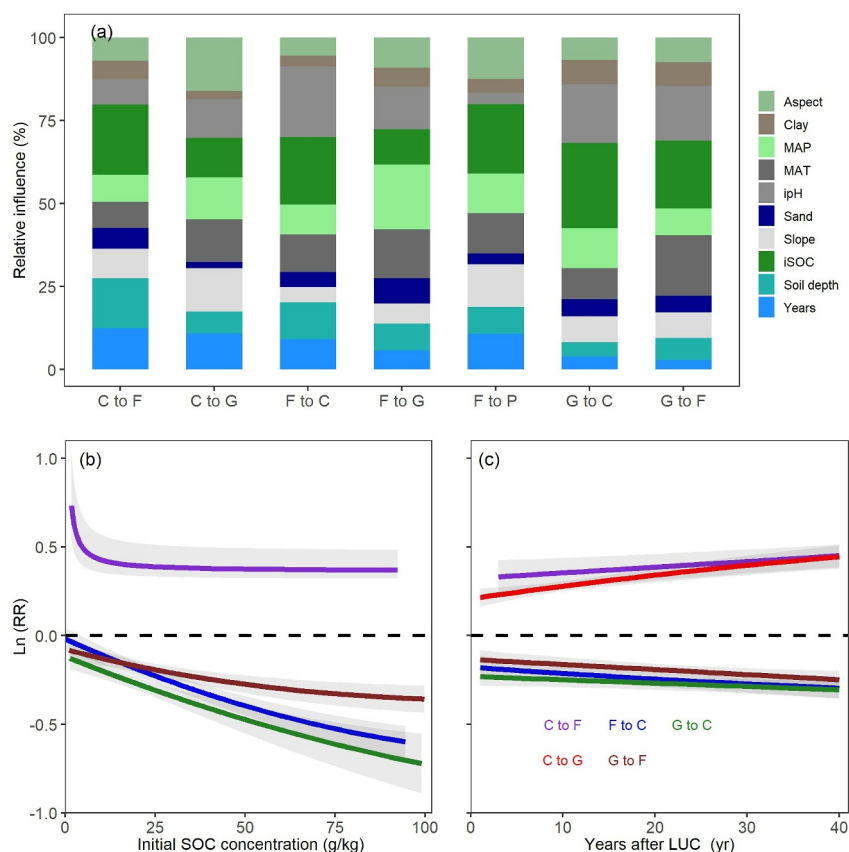 (a)
Relative influence (%)
100
75
50
25
0
C to F C to G F to C F to G F to P G to C G to F
Aspect
Clay
MAP
MAT
ipH
Sand
Slope
iSOC
Soil depth
Years
(b)
Ln (RR)
1.0
0.5
0.0
-0.5
-1.0
0 25 50 75 100
Initial SOC concentration (g/kg)
(c)
C to F F to C G to C
C to G G to F
0 10 20 30 40
Years after LUC (yr)